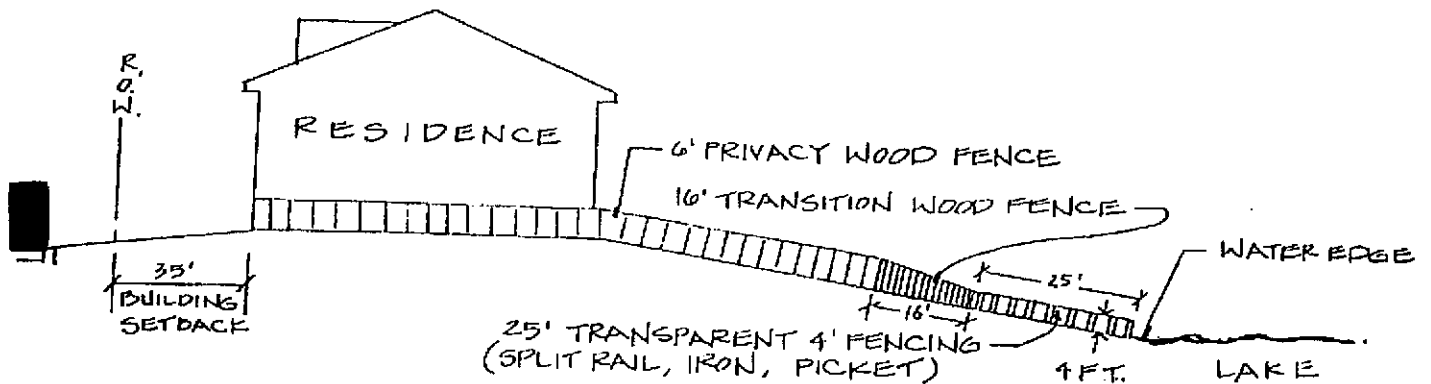 R.
O.
W.
RESIDENCE
6' PRIVACY WOOD FENCE
16' TRANSITION WOOD FENCE
WATER EDGE
35'
BUILDING
SETBACK
25'
16'
25' TRANSPARENT 4' FENCING
(SPLIT RAIL, IRON, PICKET)
4 FT.
LAKE